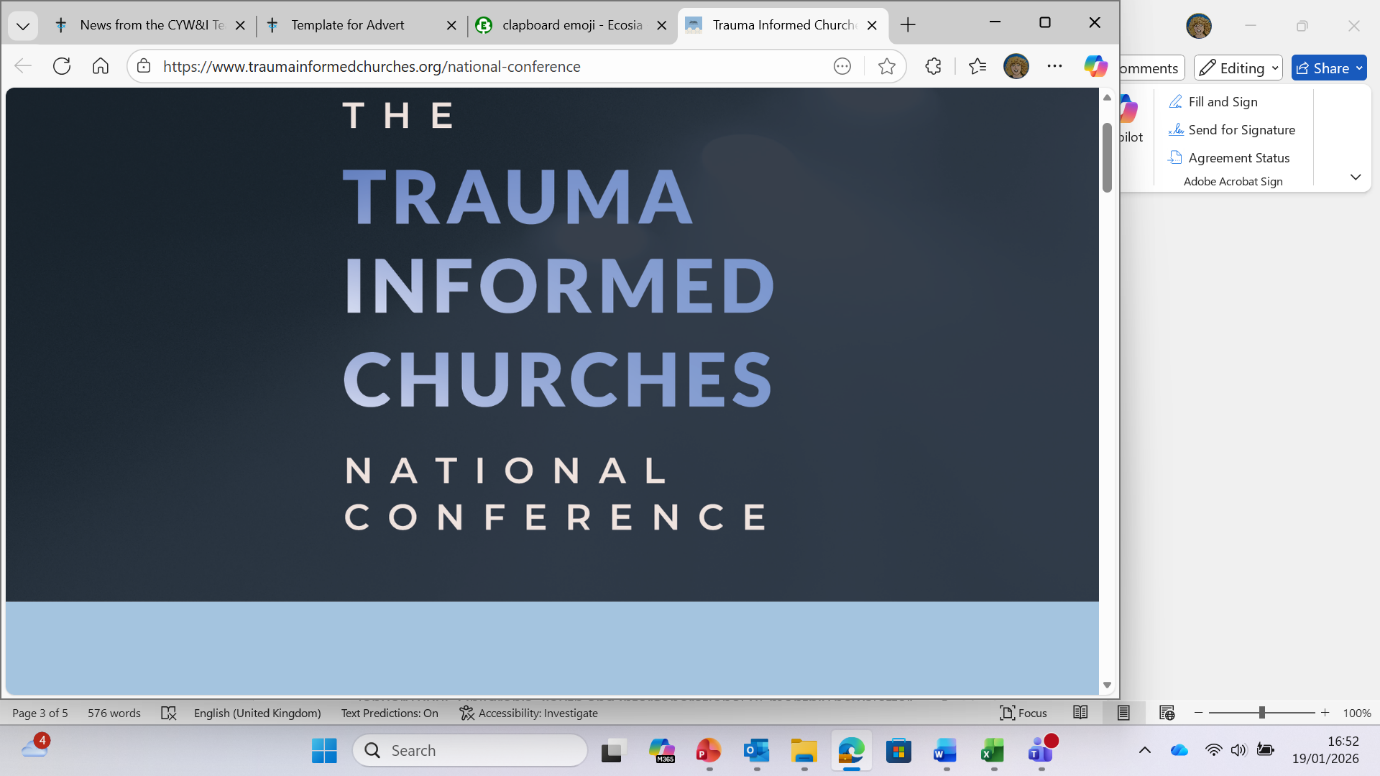 News from the CYW&I Te
Template for Advert
clapboard emoji - Ecosia
Trauma Informed Church
https://www.traumainformedchurches.org/national-conference
omments
Editing
Share
pilot
Fill and Sign
Send for Signature
Agreement Status
Adobe Acrobat Sign
THE
TRAUMA
INFORMED
CHURCHES
NATIONAL
CONFERENCE
Page 3 of 5
576 words
English (United Kingdom)
Text Predictions: On
Accessibility: Investigate
Focus
100%
4
Search
M365
16:52
19/01/2026